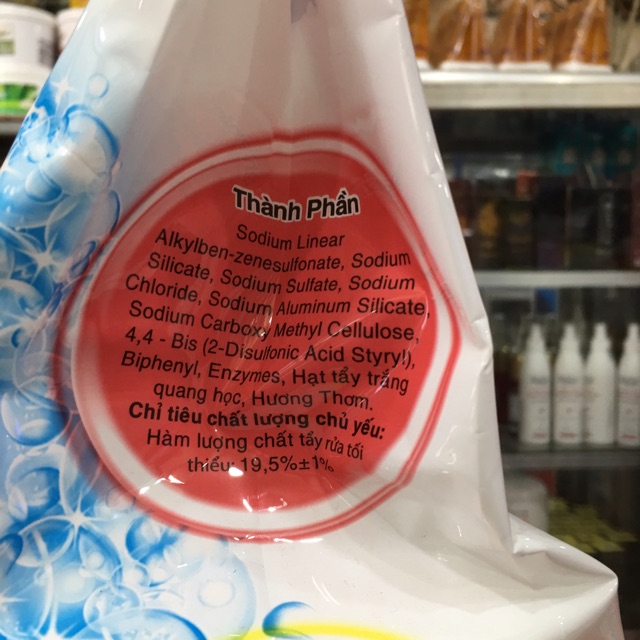 Thành Phần
Sodium Linear
Alkylben-zenesulfonate, Sodium
Silicate, Sodium Sulfate, Sodium
Chloride, Sodium Aluminum Silicate,
Sodium Carboxy Methyl Cellulose,
4,4 - Bis (2-Disulfonic Acid Styryl),
Biphenyl, Enzymes, Hạt tẩy trắng
quang học, Hương Thơm.
Chỉ tiêu chất lượng chủ yếu:
Hàm lượng chất tẩy rửa tối
thiểu: 19,5%±1%